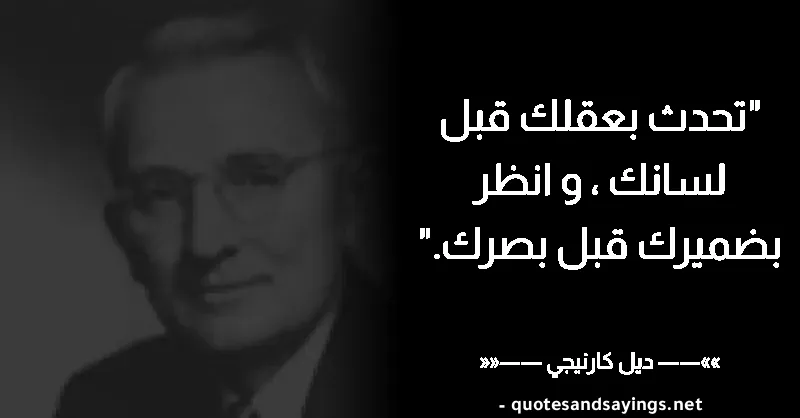 "تحدث بعقلك قبل
لسانك ، و انظر
بضميرك قبل بصرك."
»»—— ديل كارنيجي ——««
- quotesandsayings.net